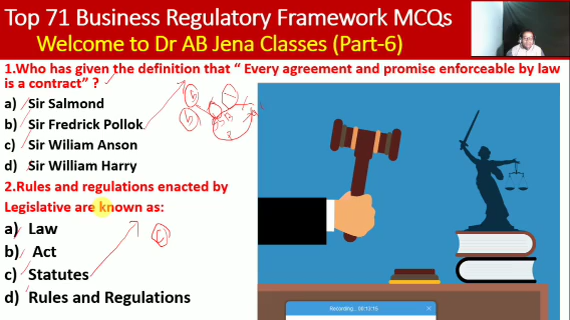 Top 71 Business Regulatory Framework MCQs
Welcome to Dr AB Jena Classes (Part-6)
1.Who has given the definition that “ Every agreement and promise enforceable by law
is a contract” ?
a) Sir Salmond
b) Sir Fredrick Pollok
c) Sir Wiliam Anson
d) Sir William Harry
2.Rules and regulations enacted by
Legislative are known as:
a) Law
b) Act
c) Statutes
d) Rules and Regulations